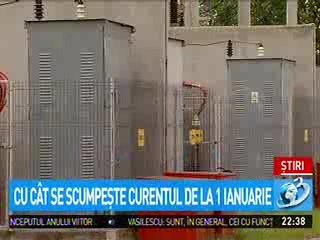 ȘTIRI
CU CÂT SE SCUMPEȘTE CURENTUL DE LA 1 IANUARIE
NCEPUTUL ANULUI VIITOR VASILESCU: SUNT, ÎN GENERAL, CEI CU FUNCȚ 22:38